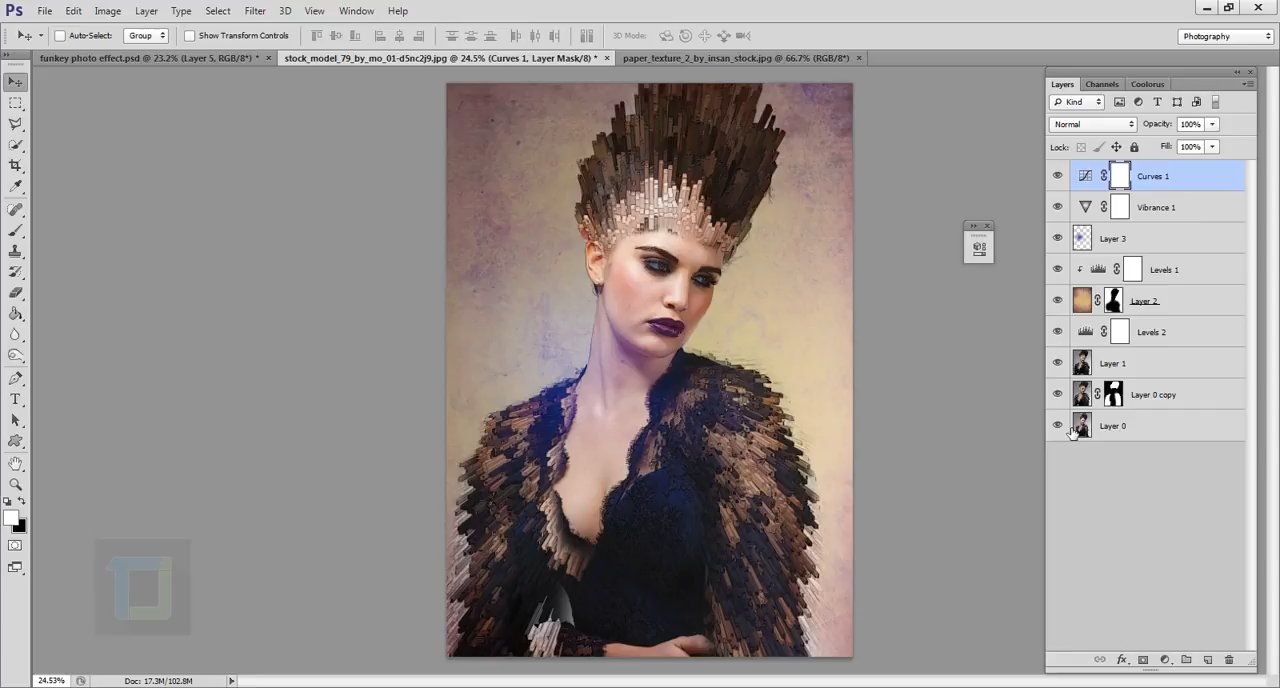 Ps File Edit Image Layer Type Select Filter 3D View Window Help
Auto-Select: Group Show Transform Controls 3D Mode: Photography
funkey photo effect.psd @ 23.2% (Layer 5, RGB/8*) * × stock_model_79_by_mo_01-d5nc2j9.jpg @ 24.5% (Curves 1, Layer Mask/8) * × paper_texture_2_by_insan_stock.jpg @ 66.7% (RGB/8*) ×
Layers Channels Coolorus
Kind
Normal Opacity: 100%
Lock: Fill: 100%
Curves 1
Vibrance 1
Layer 3
Levels 1
Layer 2
Levels 2
Layer 1
Layer 0 copy
Layer 0
24.53% Doc: 17.3M/102.8M